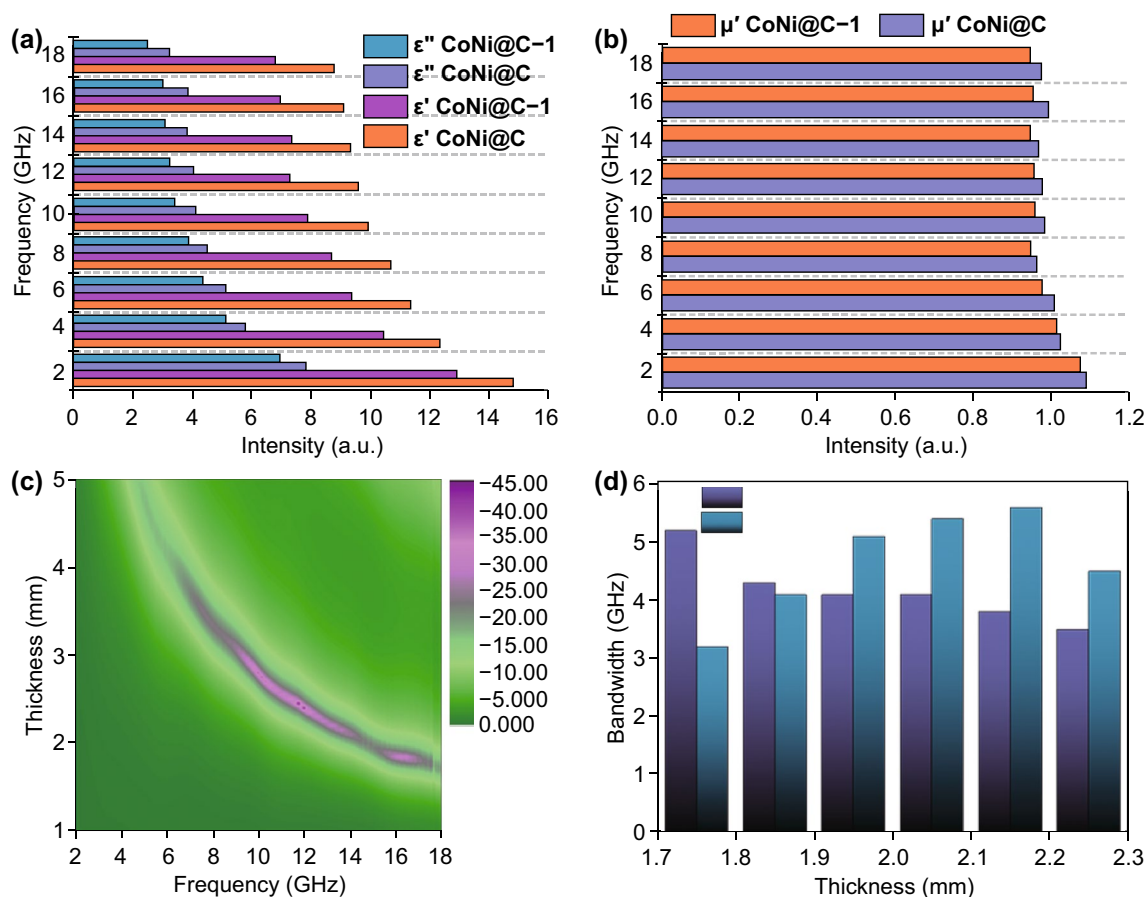 (a)
ε″ CoNi@C−1
ε″ CoNi@C
ε′ CoNi@C−1
ε′ CoNi@C
18
16
14
12
10
8
6
4
2
Frequency (GHz)
0 2 4 6 8 10 12 14 16
Intensity (a.u.)
(b)
μ′ CoNi@C−1 μ′ CoNi@C
18
16
14
12
10
8
6
4
2
Frequency (GHz)
0.0 0.2 0.4 0.6 0.8 1.0 1.2
Intensity (a.u.)
(c)
5
4
3
2
1
Thickness (mm)
2 4 6 8 10 12 14 16 18
Frequency (GHz)
−45.00
−40.00
−35.00
−30.00
−25.00
−20.00
−15.00
−10.00
−5.000
0.000
(d)
6
5
4
3
2
1
0
Bandwidth (GHz)
1.7 1.8 1.9 2.0 2.1 2.2 2.3
Thickness (mm)